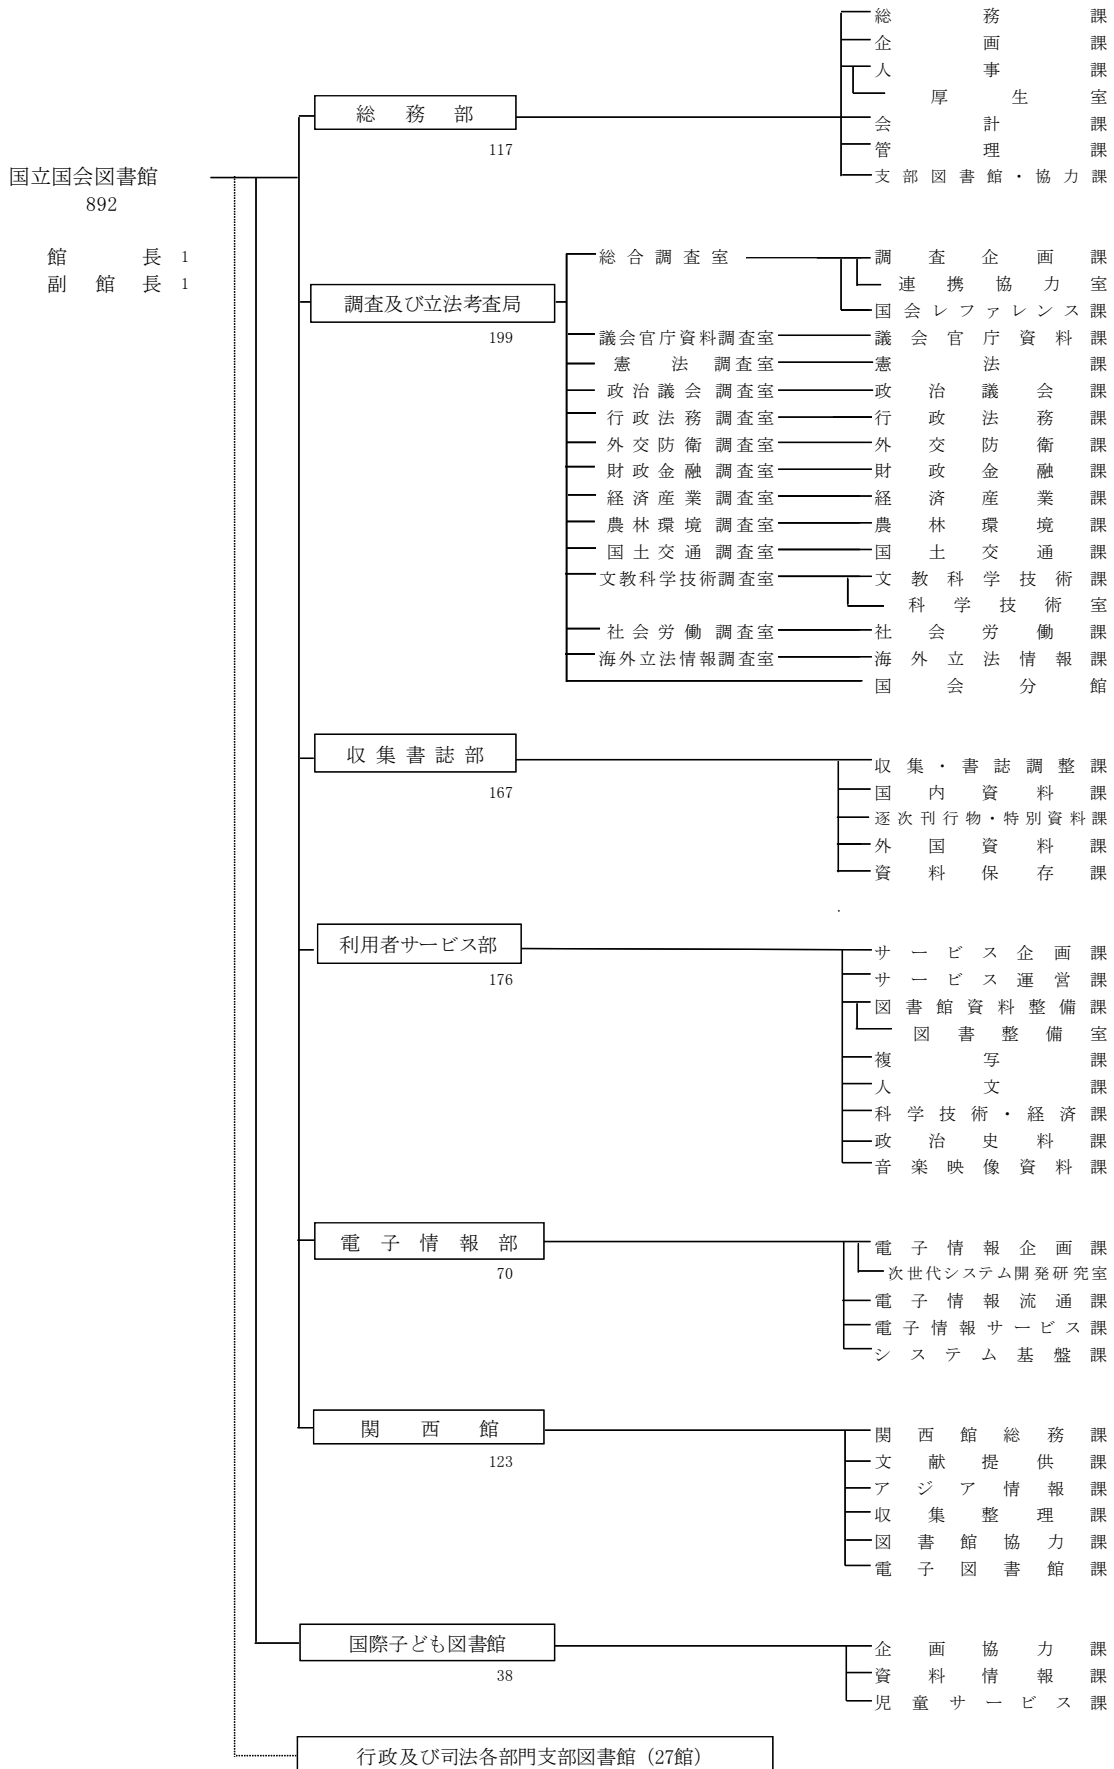 国立国会図書館
892
館長 1
副館長 1
総務部
117
総務課
企画課
人事課
厚生室
会計課
管理課
支部図書館・協力課
調査及び立法考査局
199
総合調査室 調査企画課
連携協力室
国会レファレンス課
議会官庁資料調査室 議会官庁資料課
憲法調査室 憲法課
政治議会調査室 政治議会課
行政法務調査室 行政法務課
外交防衛調査室 外交防衛課
財政金融調査室 財政金融課
経済産業調査室 経済産業課
農林環境調査室 農林環境課
国土交通調査室 国土交通課
文教科学技術調査室 文教科学技術課
科学技術室
社会労働調査室 社会労働課
海外立法情報調査室 海外立法情報課
国会分館
収集書誌部
167
収集・書誌調整課
国内資料課
逐次刊行物・特別資料課
外国資料課
資料保存課
利用者サービス部
176
サービス企画課
サービス運営課
図書館資料整備課
図書整備室
複写課
人文課
科学技術・経済課
政治史料課
音楽映像資料課
電子情報部
70
電子情報企画課
次世代システム開発研究室
電子情報流通課
電子情報サービス課
システム基盤課
関西館
123
関西館総務課
文献提供課
アジア情報課
収集整理課
図書館協力課
電子図書館課
国際子ども図書館
38
企画協力課
資料情報課
児童サービス課
行政及び司法各部門支部図書館（27館）